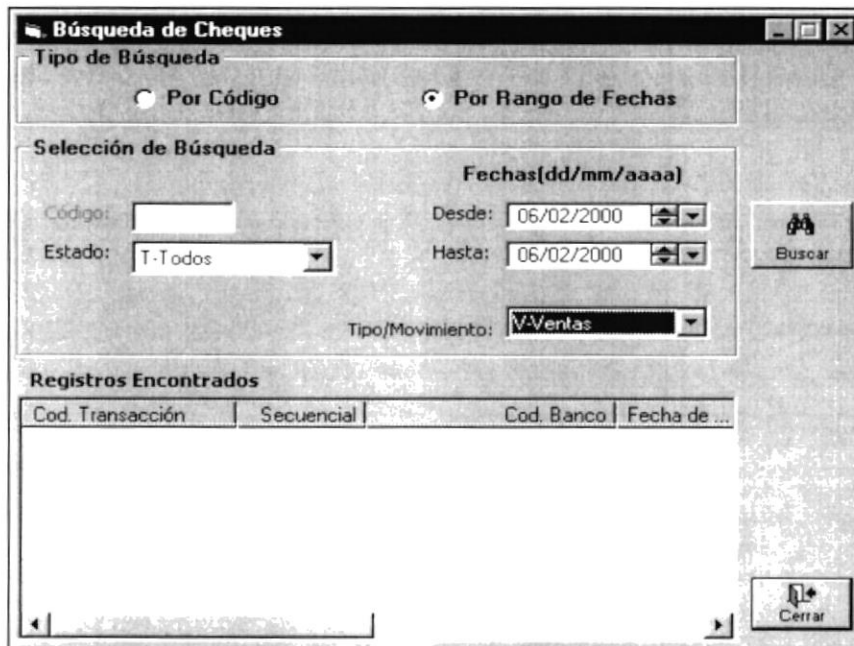 Búsqueda de Cheques
Tipo de Búsqueda
Por Código Por Rango de Fechas
Selección de Búsqueda
Fechas(dd/mm/aaaa)
Código: Desde: 06/02/2000
Estado: T-Todos Hasta: 06/02/2000
Buscar
Tipo/Movimiento: V-Ventas
Registros Encontrados
Cod. Transacción Secuencial Cod. Banco Fecha de ...
Cerrar